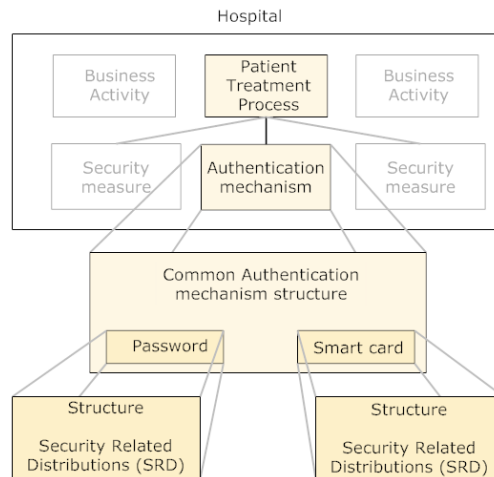 Hospital
Business
Activity
Patient
Treatment
Process
Business
Activity
Security
measure
Authentication
mechanism
Security
measure
Common Authentication
mechanism structure
Password
Smart card
Structure
Security Related
Distributions (SRD)
Structure
Security Related
Distributions (SRD)